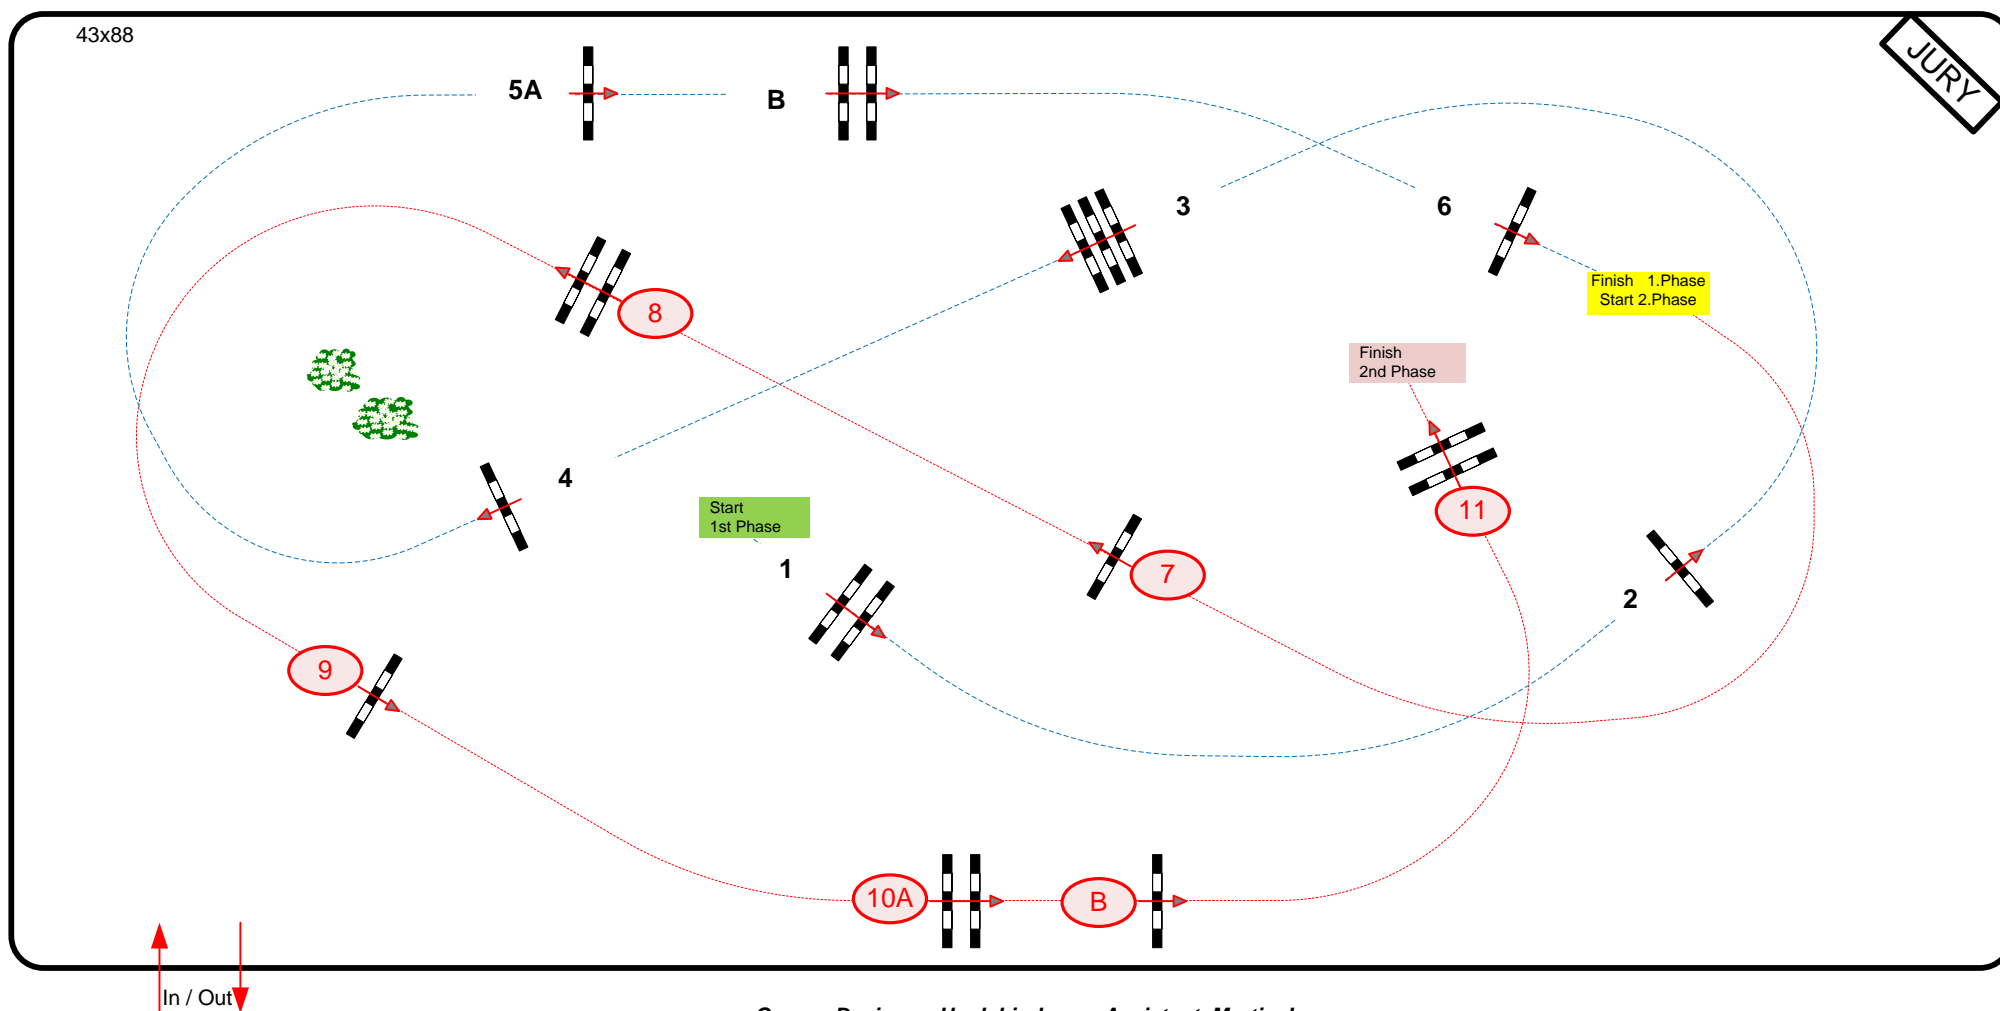 43x88
JURY
5A
B
3
6
Finish 1.Phase
Start 2.Phase
8
Finish
2nd Phase
4
Start
1st Phase
11
1
7
2
9
10A
B
In / Out